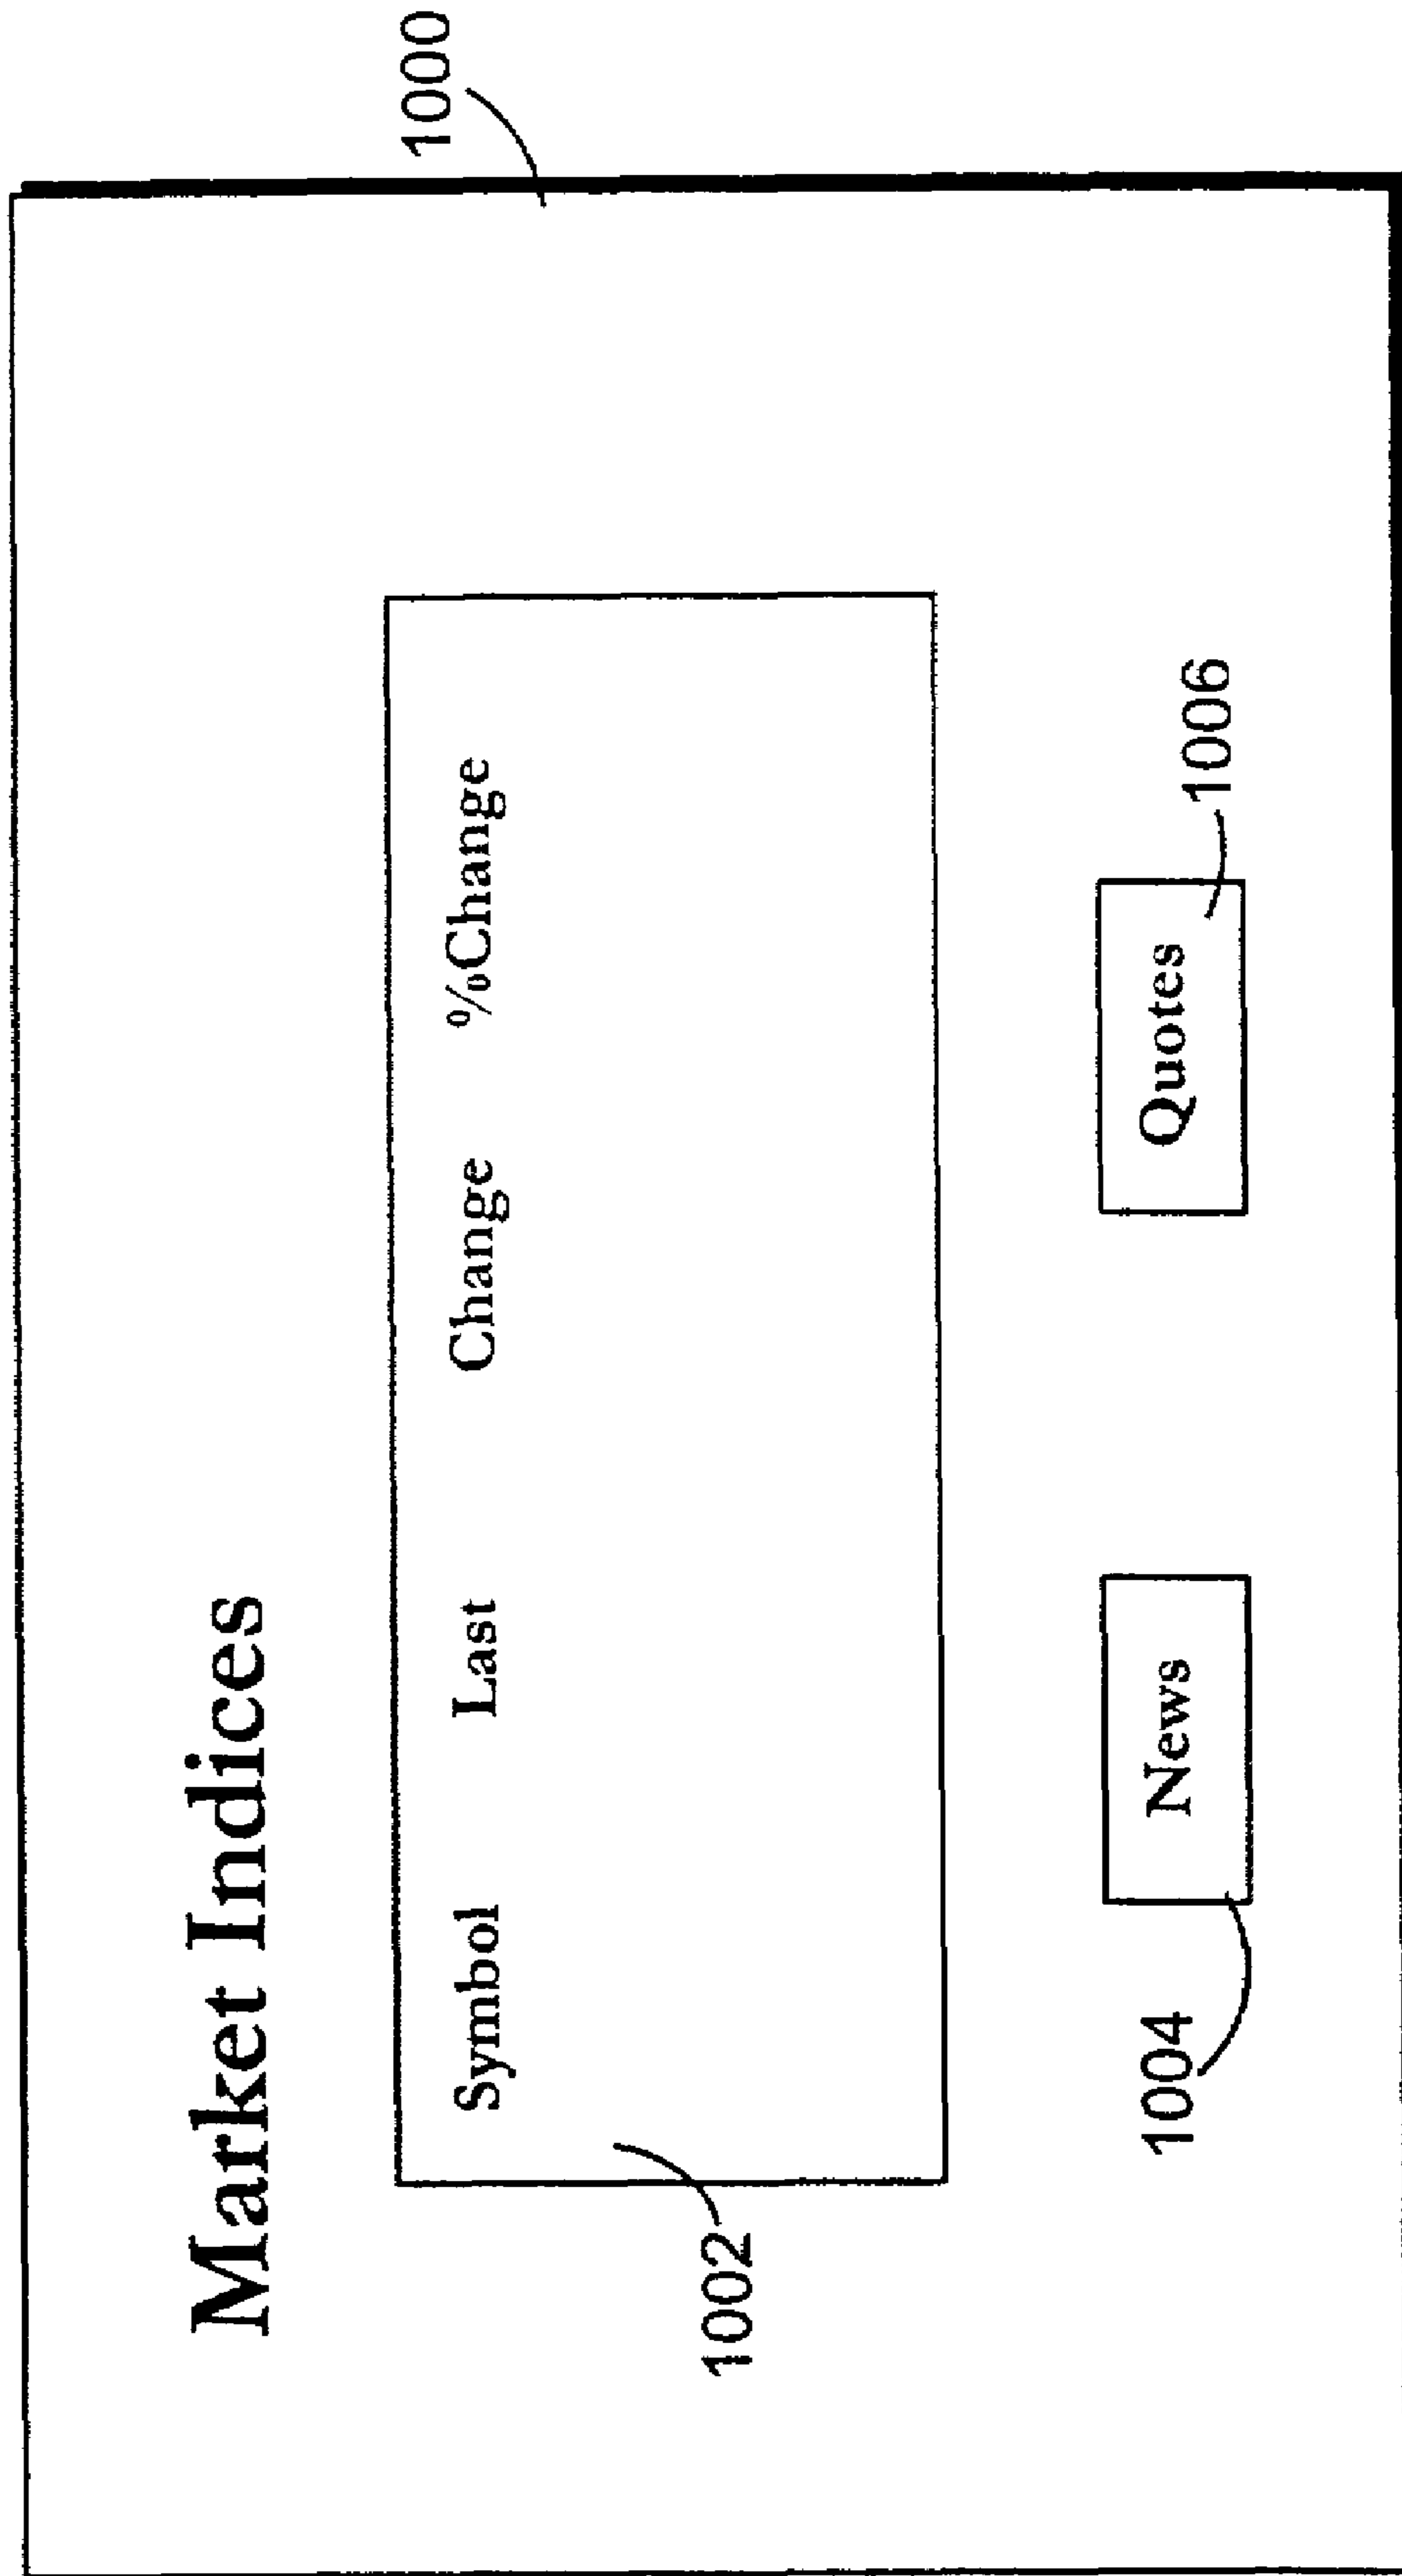 1000
Market Indices
Symbol Last Change %Change
1002
News Quotes
1004 1006